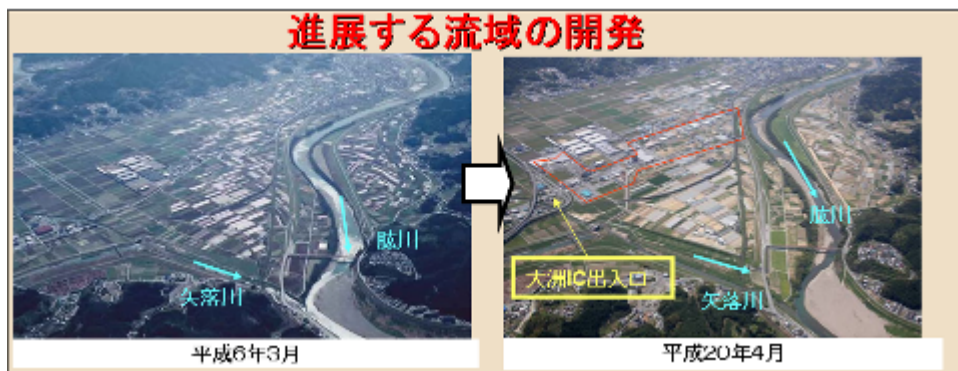 進展する流域の開発
肱川
矢落川
平成6年3月
肱川
大洲IC出入口
矢落川
平成20年4月